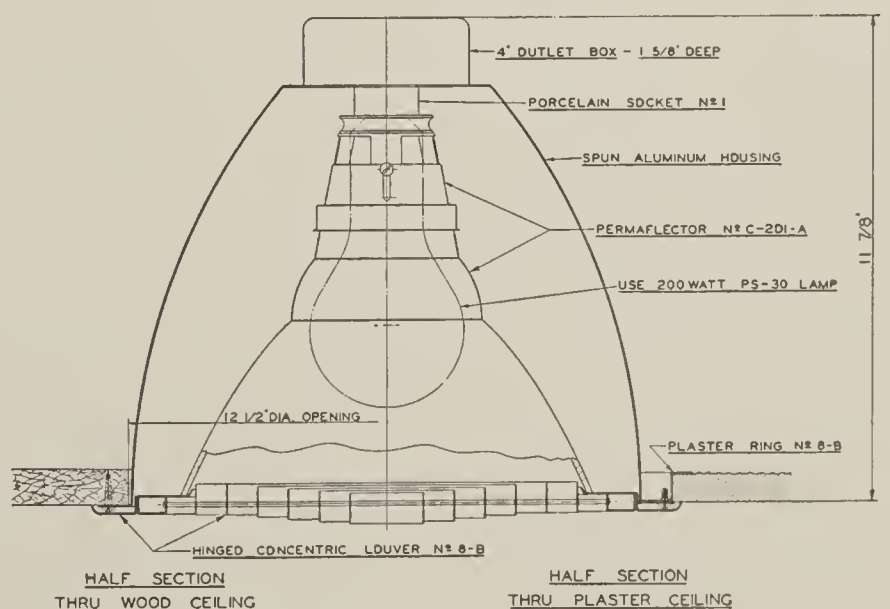 4" OUTLET BOX - 1 5/8" DEEP
PORCELAIN SOCKET Nº 1
SPUN ALUMINUM HOUSING
11 7/8"
PERMAFLECTOR Nº C-201-A
USE 200 WATT PS-30 LAMP
12 1/2" DIA. OPENING
PLASTER RING Nº 8-B
HINGED CONCENTRIC LOUVER Nº 8-B
HALF SECTION
THRU WOOD CEILING
HALF SECTION
THRU PLASTER CEILING